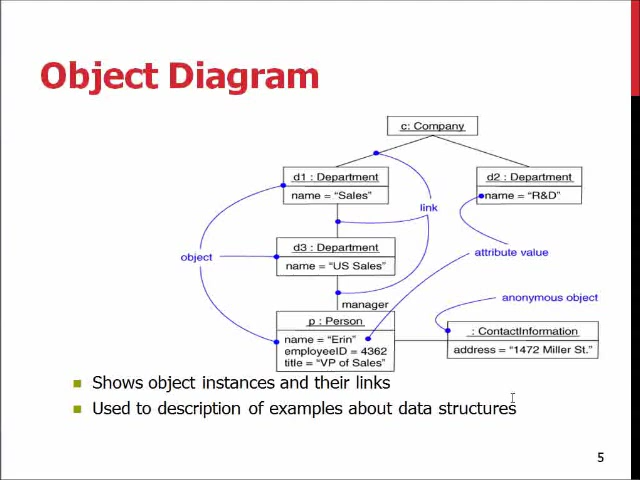 Object Diagram
c: Company
d1 : Department
name = “Sales”
d2 : Department
name = “R&D”
link
d3 : Department
name = “US Sales”
object
attribute value
manager
anonymous object
p : Person
name = “Erin”
employeeID = 4362
title = “VP of Sales”
: ContactInformation
address = “1472 Miller St.”
Shows object instances and their links
Used to description of examples about data structures
5